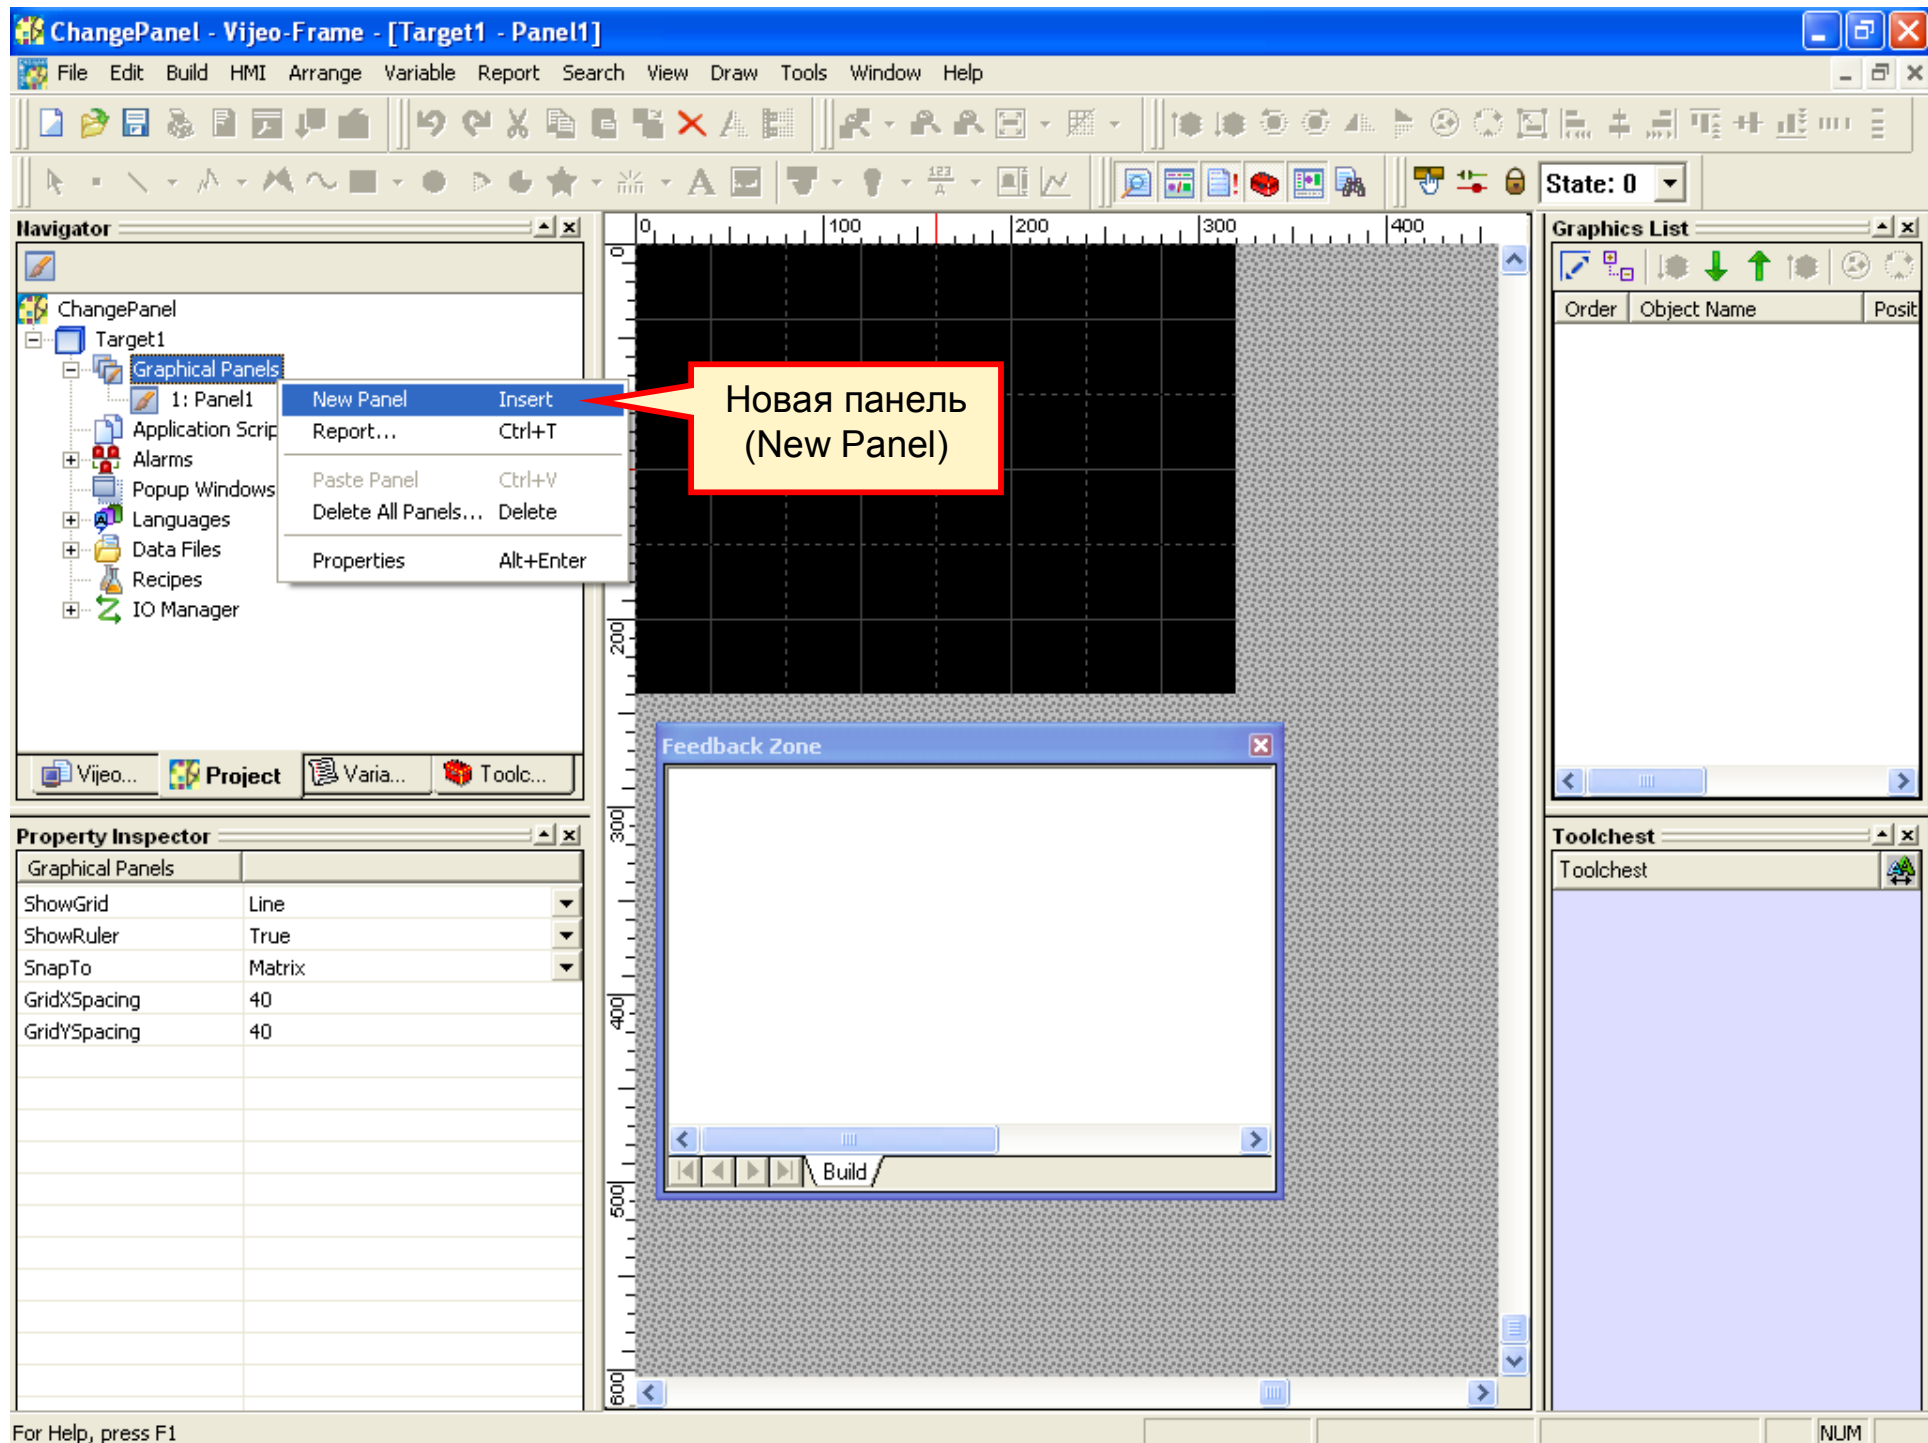 ChangePanel - Vijeo-Frame - [Target1 - Panel1]
File Edit Build HMI Arrange Variable Report Search View Draw Tools Window Help
State: 0
Navigator
ChangePanel
Target1
Graphical Panels
1: Panel1
Application Scrip
Alarms
Popup Windows
Languages
Data Files
Recipes
IO Manager
New Panel Insert
Report... Ctrl+T
Paste Panel Ctrl+V
Delete All Panels... Delete
Properties Alt+Enter
Новая панель
(New Panel)
0 100 200 300 400
0
200
300
400
500
600
Vijeo... Project Varia... Toolc...
Property Inspector
Graphical Panels
ShowGrid Line
ShowRuler True
SnapTo Matrix
GridXSpacing 40
GridYSpacing 40
Feedback Zone
Build
Graphics List
Order Object Name Posit
Toolchest
Toolchest
For Help, press F1
NUM